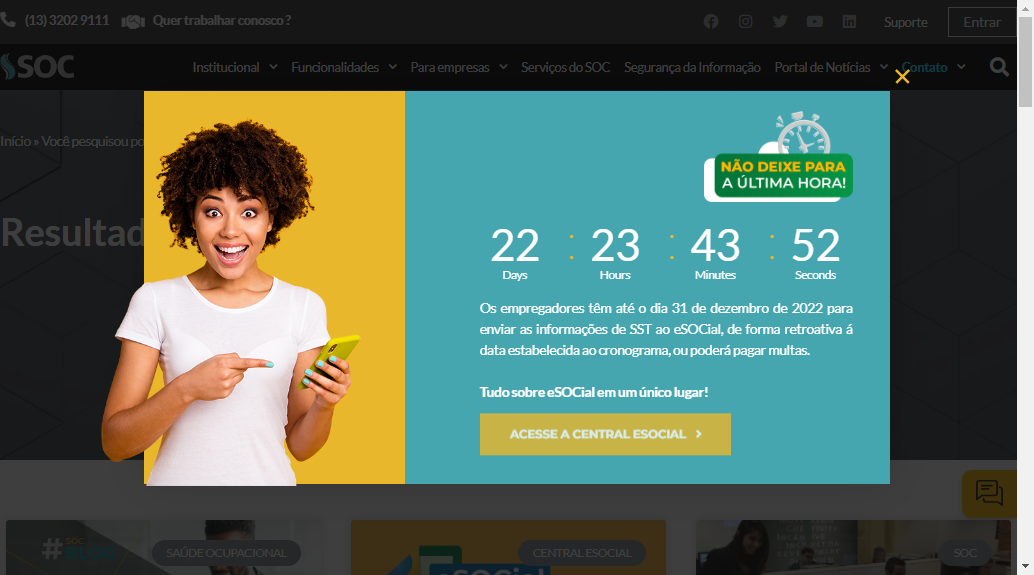 (13) 3202 9111 Quer trabalhar conosco ?
Suporte Entrar
SOC Institucional Funcionalidades Para empresas Serviços do SOC Segurança da Informação Portal de Notícias Contato
Início » Você pesquisou po
Resultad
NÃO DEIXE PARA
A ÚLTIMA HORA!
22 : 23 : 43 : 52
Days Hours Minutes Seconds
Os empregadores têm até o dia 31 de dezembro de 2022 para
enviar as informações de SST ao eSOCial, de forma retroativa á
data estabelecida ao cronograma, ou poderá pagar multas.
Tudo sobre eSOCial em um único lugar!
ACESSE A CENTRAL ESOCIAL
#SOC
BLOG
SAÚDE OCUPACIONAL
CENTRAL ESOCIAL
eSOCial
SOC